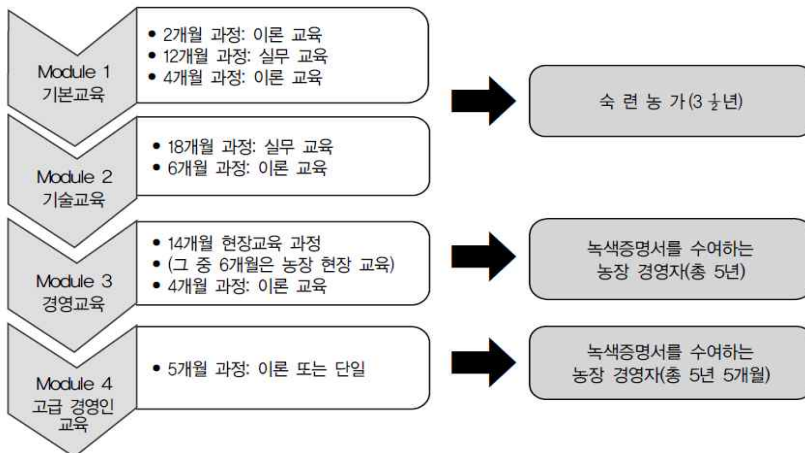 Module 1
기본교육
• 2개월 과정: 이론 교육
• 12개월 과정: 실무 교육
• 4개월 과정: 이론 교육
숙 련 농 가(3 ½년)
Module 2
기술교육
• 18개월 과정: 실무 교육
• 6개월 과정: 이론 교육
Module 3
경영교육
• 14개월 현장교육 과정
• (그 중 6개월은 농장 현장 교육)
• 4개월 과정: 이론 교육
녹색증명서를 수여하는
농장 경영자(총 5년)
Module 4
고급 경영인
교육
• 5개월 과정: 이론 또는 단일
녹색증명서를 수여하는
농장 경영자(총 5년 5개월)